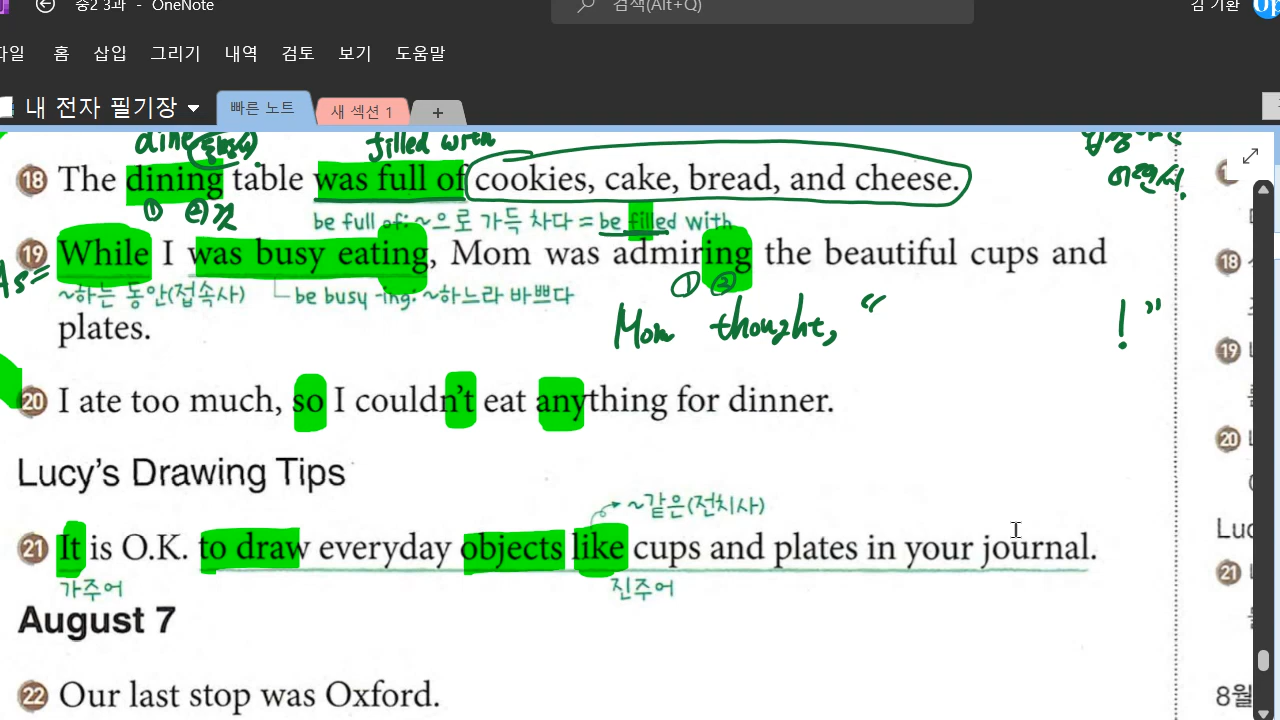 중2 3과 - OneNote
검색(Alt+Q)
김 기환
파일 홈 삽입 그리기 내역 검토 보기 도움말
내 전자 필기장 빠른 노트 새 섹션 1 +
dine filled with
18 The dining table was full of cookies, cake, bread, and cheese.
① ②
be full of: ~으로 가득 차다 = be filled with
19 While I was busy eating, Mom was admiring the beautiful cups and
As=
~하는 동안(접속사) be busy -ing: ~하느라 바쁘다
① ②
plates.
Mom thought, “ ! ”
20 I ate too much, so I couldn’t eat anything for dinner.
Lucy’s Drawing Tips
~같은(전치사)
21 It is O.K. to draw everyday objects like cups and plates in your journal.
가주어 진주어
August 7
22 Our last stop was Oxford.
18
19
20
Luc
21
8월